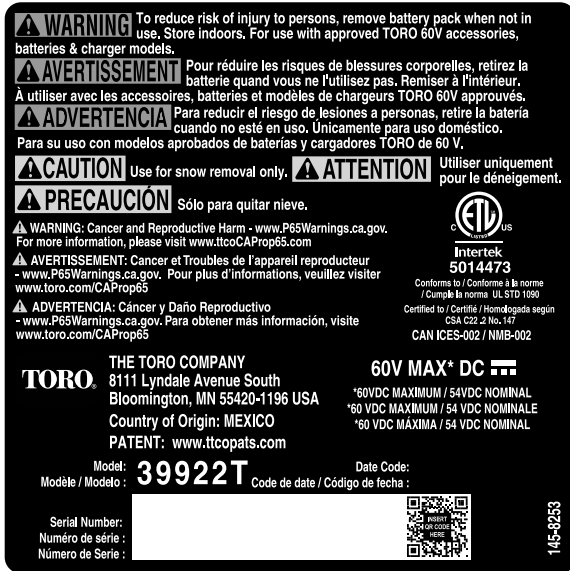 WARNING To reduce risk of injury to persons, remove battery pack when not in
use. Store indoors. For use with approved TORO 60V accessories,
batteries & charger models.
AVERTISSEMENT Pour réduire les risques de blessures corporelles, retirez la
batterie quand vous ne l'utilisez pas. Remiser à l'intérieur.
À utiliser avec les accessoires, batteries et modèles de chargeurs TORO 60V approuvés.
ADVERTENCIA Para reducir el riesgo de lesiones a personas, retire la batería
cuando no esté en uso. Únicamente para uso doméstico.
Para su uso con modelos aprobados de baterías y cargadores TORO de 60 V.
CAUTION Use for snow removal only. ATTENTION Utiliser uniquement
pour le déneigement.
PRECAUCIÓN Sólo para quitar nieve.
WARNING: Cancer and Reproductive Harm - www.P65Warnings.ca.gov.
For more information, please visit www.ttcoCAProp65.com
AVERTISSEMENT: Cancer et Troubles de l'appareil reproducteur
- www.P65Warnings.ca.gov. Pour plus d'informations, veuillez visiter
www.toro.com/CAProp65
ADVERTENCIA: Cáncer y Daño Reproductivo
- www.P65Warnings.ca.gov. Para obtener más información, visite
www.toro.com/CAProp65
C ETL US
LISTED
Intertek
5014473
Conforms to / Conforme à la norme
/ Cumple la norma UL STD 1090
Certified to / Certifié / Homologada según
CSA C22 .2 No. 147
CAN ICES-002 / NMB-002
TORO.
THE TORO COMPANY
8111 Lyndale Avenue South
Bloomington, MN 55420-1196 USA
Country of Origin: MEXICO
PATENT: www.ttcopats.com
60V MAX* DC
*60VDC MAXIMUM / 54VDC NOMINAL
*60 VDC MAXIMUM / 54 VDC NOMINALE
*60 VDC MÁXIMA / 54 VDC NOMINAL
Model:
Modèle / Modelo : 39922T
Date Code:
Code de date / Código de fecha :
Serial Number:
Numéro de série :
Número de Serie :
INSERT
QR CODE
HERE
145-8253